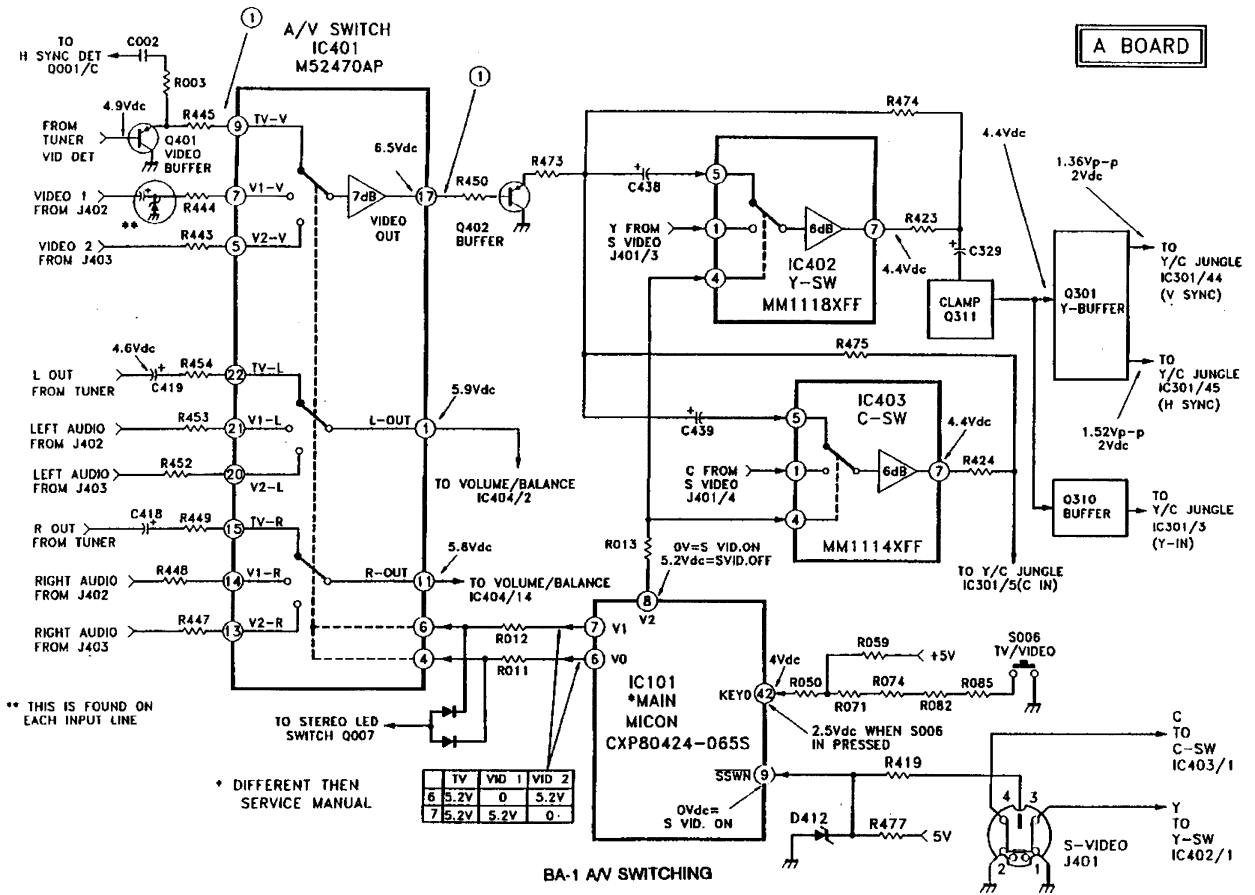 TO
H SYNC DET
Q001/C
C002
R003
1
A/V SWITCH
IC401
M52470AP
1
A BOARD
4.9Vdc
FROM
TUNER
VID DET
Q401
VIDEO
BUFFER
R445
9
TV-V
VIDEO 1
FROM J402
**
R444
7
V1-V
VIDEO 2
FROM J403
R443
5
V2-V
7dB
VIDEO
OUT
6.5Vdc
17
R450
Q402
BUFFER
R473
R474
C438
5
Y FROM
S VIDEO
J401/3
1
4
6dB
IC402
Y-SW
MM1118XFF
7
R423
4.4Vdc
C329
CLAMP
Q311
4.4Vdc
Q301
Y-BUFFER
1.36Vp-p
2Vdc
TO
Y/C JUNGLE
IC301/44
(V SYNC)
TO
Y/C JUNGLE
IC301/45
(H SYNC)
1.52Vp-p
2Vdc
Q310
BUFFER
TO
Y/C JUNGLE
IC301/3
(Y-IN)
R475
C439
5
C FROM
S VIDEO
J401/4
1
4
IC403
C-SW
6dB
MM1114XFF
4.4Vdc
7
R424
TO Y/C JUNGLE
IC301/5(C IN)
4.6Vdc
L OUT
FROM TUNER
C419
R454
22
TV-L
LEFT AUDIO
FROM J402
R453
21
V1-L
LEFT AUDIO
FROM J403
R452
20
V2-L
L-OUT
1
5.9Vdc
TO VOLUME/BALANCE
IC404/2
R OUT
FROM TUNER
C418
R449
15
TV-R
RIGHT AUDIO
FROM J402
R448
14
V1-R
RIGHT AUDIO
FROM J403
R447
13
V2-R
R-OUT
11
5.8Vdc
TO VOLUME/BALANCE
IC404/14
6
4
R012
R011
7
V1
6
V0
R013
0V=S VID.ON
5.2Vdc=SVID.OFF
8
V2
IC101
*MAIN
MICON
CXP80424-065S
KEY0
42
4Vdc
R050
R059
+5V
R071
R074
R082
R085
S006
TV/VIDEO
2.5Vdc WHEN S006
IN PRESSED
SSWN
9
0Vdc=
S VID. ON
R419
D412
R477
5V
4
3
2
1
S-VIDEO
J401
C
TO
C-SW
IC403/1
Y
TO
Y-SW
IC402/1
** THIS IS FOUND ON
EACH INPUT LINE
TO STEREO LED
SWITCH Q007
* DIFFERENT THEN
SERVICE MANUAL
TV VID 1 VID 2
6 5.2V 0 5.2V
7 5.2V 5.2V 0
BA-1 A/V SWITCHING